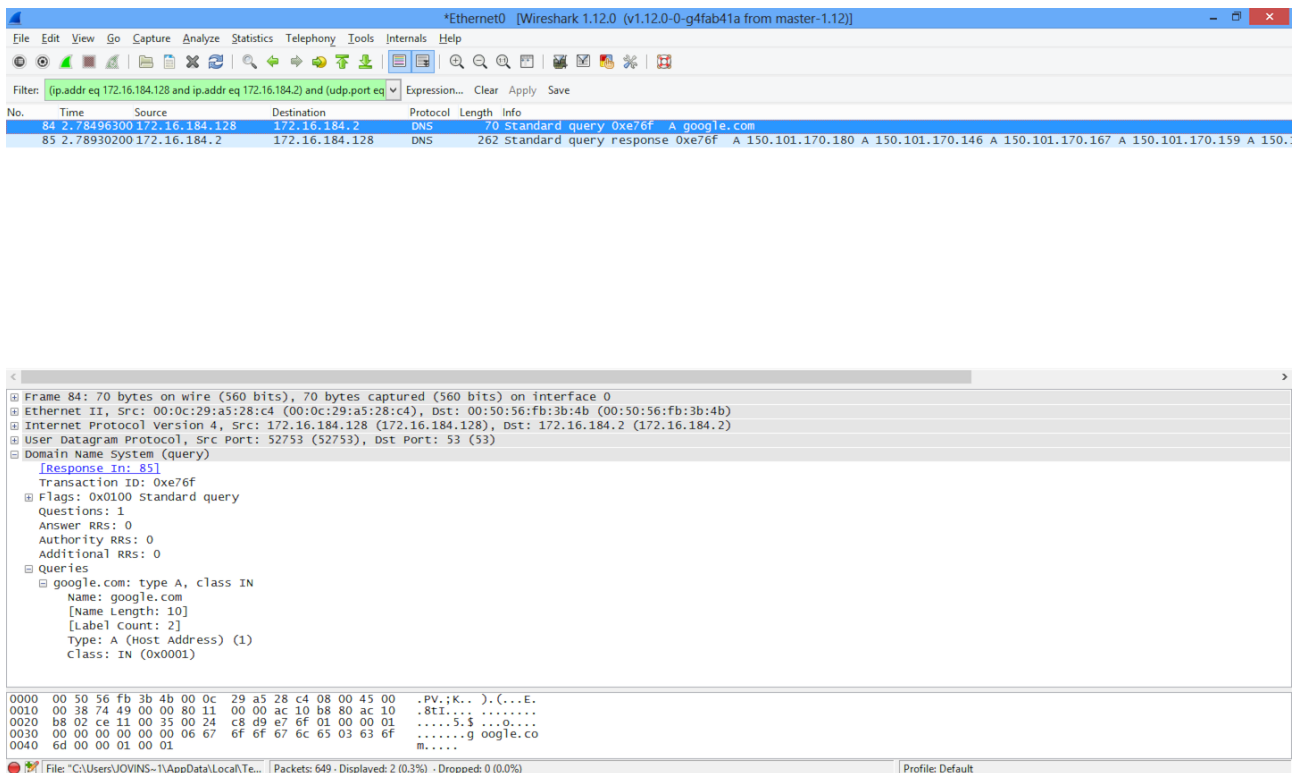 *Ethernet0 [Wireshark 1.12.0 (v1.12.0-0-g4fab41a from master-1.12)]
File Edit View Go Capture Analyze Statistics Telephony Tools Internals Help
Filter: (ip.addr eq 172.16.184.128 and ip.addr eq 172.16.184.2) and (udp.port eq Expression... Clear Apply Save
No. Time Source Destination Protocol Length Info
84 2.78496300 172.16.184.128 172.16.184.2 DNS 70 Standard query 0xe76f A google.com
85 2.78930200 172.16.184.2 172.16.184.128 DNS 262 Standard query response 0xe76f A 150.101.170.180 A 150.101.170.146 A 150.101.170.167 A 150.101.170.159 A 150.
Frame 84: 70 bytes on wire (560 bits), 70 bytes captured (560 bits) on interface 0
Ethernet II, Src: 00:0c:29:a5:28:c4 (00:0c:29:a5:28:c4), Dst: 00:50:56:fb:3b:4b (00:50:56:fb:3b:4b)
Internet Protocol Version 4, Src: 172.16.184.128 (172.16.184.128), Dst: 172.16.184.2 (172.16.184.2)
User Datagram Protocol, Src Port: 52753 (52753), Dst Port: 53 (53)
Domain Name System (query)
[Response In: 85]
Transaction ID: 0xe76f
Flags: 0x0100 Standard query
Questions: 1
Answer RRs: 0
Authority RRs: 0
Additional RRs: 0
Queries
google.com: type A, class IN
Name: google.com
[Name Length: 10]
[Label Count: 2]
Type: A (Host Address) (1)
Class: IN (0x0001)
0000 00 50 56 fb 3b 4b 00 0c 29 a5 28 c4 08 00 45 00 .PV.;K.. ).(...E.
0010 00 38 74 49 00 00 80 11 00 00 ac 10 b8 80 ac 10 .8tI.... ........
0020 b8 02 ce 11 00 35 00 24 c8 d9 e7 6f 01 00 00 01 .....5.$ ...o....
0030 00 00 00 00 00 00 06 67 6f 6f 67 6c 65 03 63 6f .......g oogle.co
0040 6d 00 00 01 00 01 m.....
File: "C:\Users\JOVINS~1\AppData\Local\Te... Packets: 649 · Displayed: 2 (0.3%) · Dropped: 0 (0.0%) Profile: Default